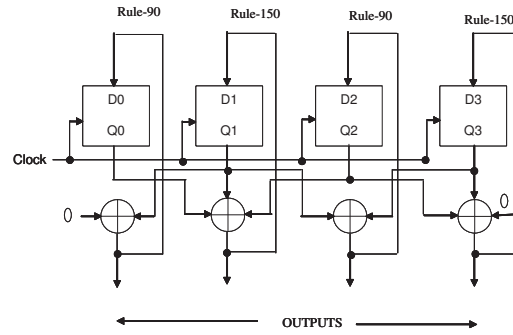 Rule-90
Rule-150
Rule-90
Rule-150
D0
D1
D2
D3
Q0
Q1
Q2
Q3
Clock
0
0
OUTPUTS